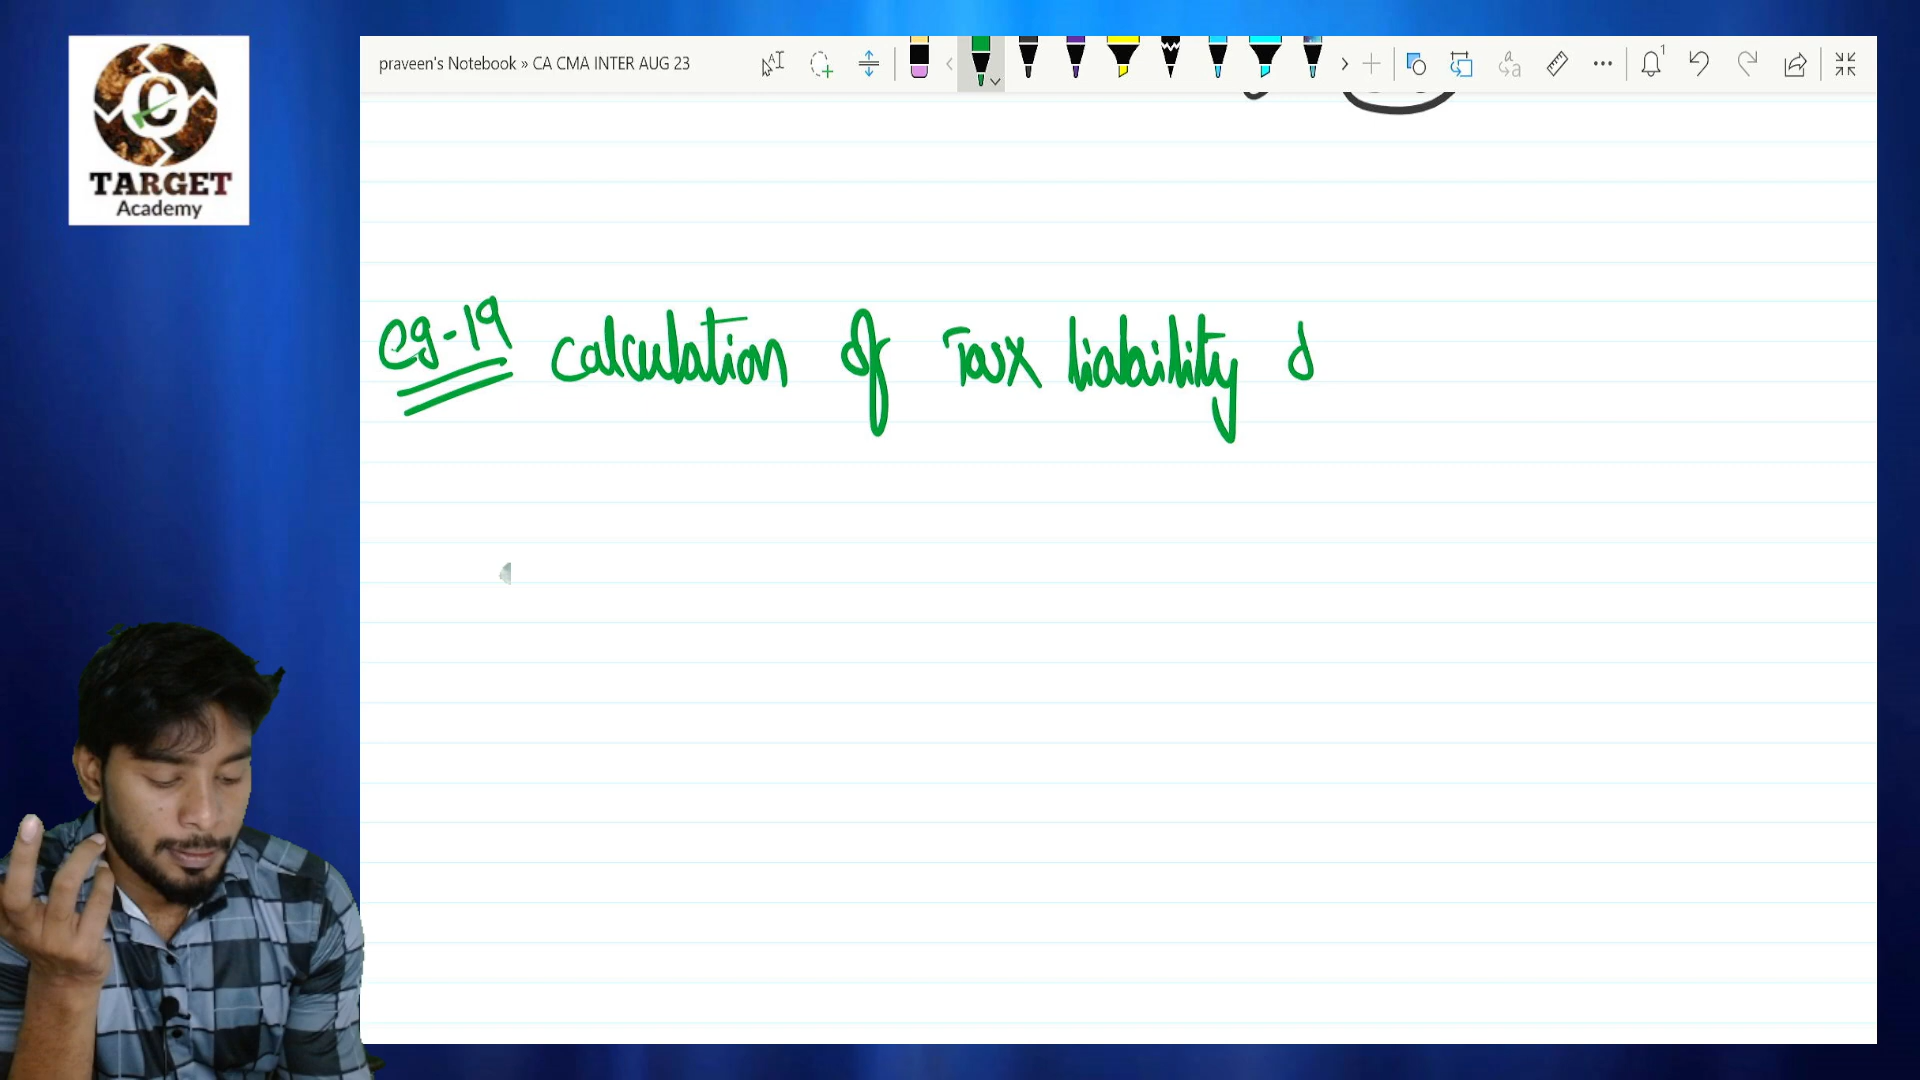 C
TARGET
Academy
praveen's Notebook » CA CMA INTER AUG 23
eg-19 Calculation of Tax liability